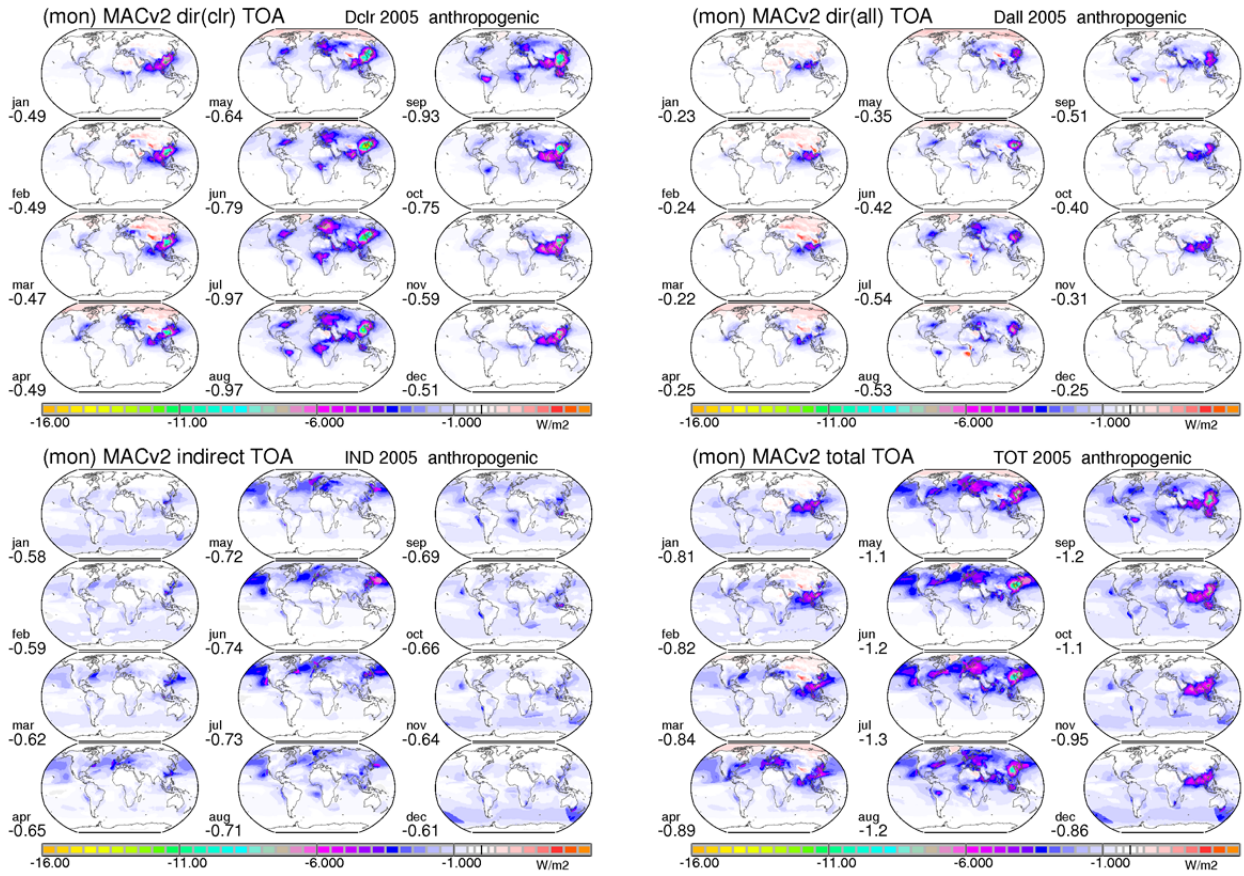 (mon) MACv2 dir(clr) TOA Dclr 2005 anthropogenic
jan may sep
-0.49 -0.64 -0.93
feb jun oct
-0.49 -0.79 -0.75
mar jul nov
-0.47 -0.97 -0.59
apr aug dec
-0.49 -0.97 -0.51
-16.00 -11.00 -6.000 -1.000 W/m2
(mon) MACv2 dir(all) TOA Dall 2005 anthropogenic
jan may sep
-0.23 -0.35 -0.51
feb jun oct
-0.24 -0.42 -0.40
mar jul nov
-0.22 -0.54 -0.31
apr aug dec
-0.25 -0.53 -0.25
-16.00 -11.00 -6.000 -1.000 W/m2
(mon) MACv2 indirect TOA IND 2005 anthropogenic
jan may sep
-0.58 -0.72 -0.69
feb jun oct
-0.59 -0.74 -0.66
mar jul nov
-0.62 -0.73 -0.64
apr aug dec
-0.65 -0.71 -0.61
-16.00 -11.00 -6.000 -1.000 W/m2
(mon) MACv2 total TOA TOT 2005 anthropogenic
jan may sep
-0.81 -1.1 -1.2
feb jun oct
-0.82 -1.2 -1.1
mar jul nov
-0.84 -1.3 -0.95
apr aug dec
-0.89 -1.2 -0.86
-16.00 -11.00 -6.000 -1.000 W/m2